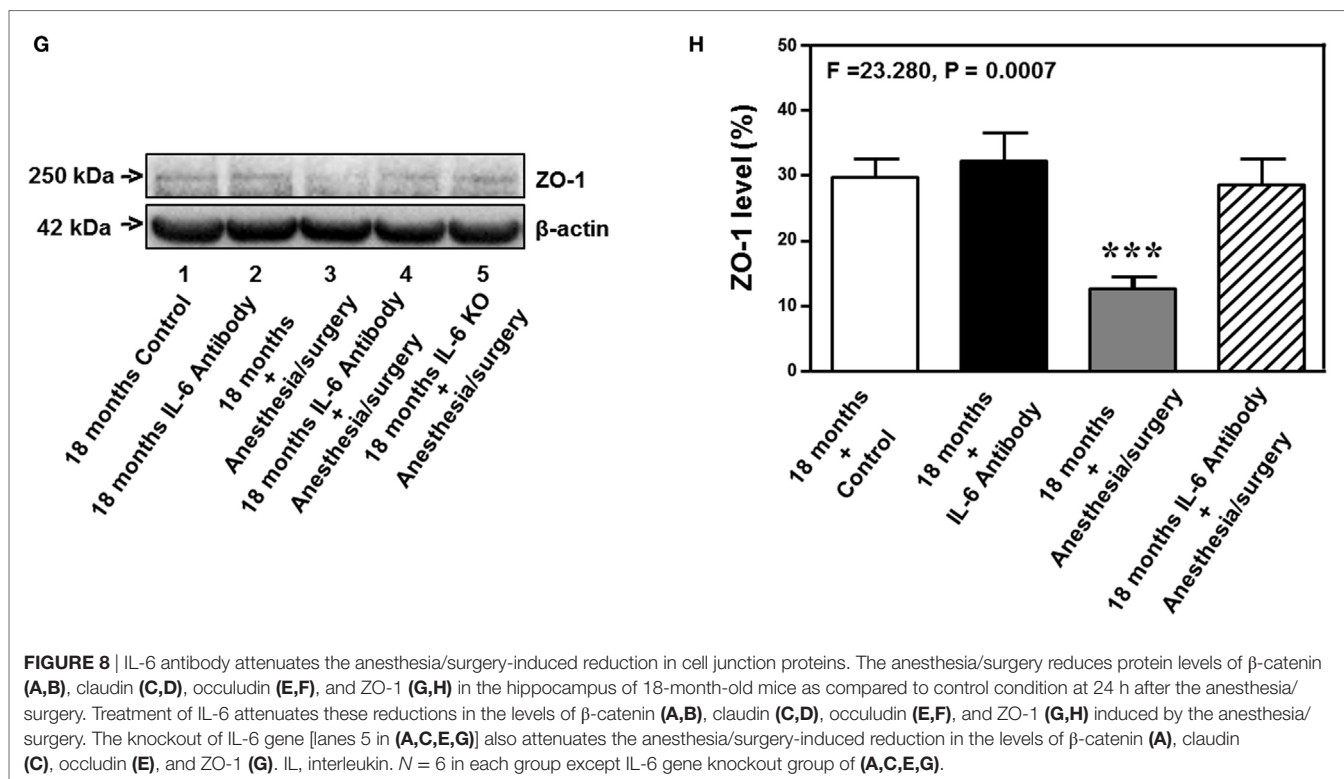 G
250 kDa
ZO-1
42 kDa
β-actin
1 2 3 4 5
18 months Control
18 months IL-6 Antibody
18 months
+
Anesthesia/surgery
18 months IL-6 Antibody
+
Anesthesia/surgery
18 months IL-6 KO
+
Anesthesia/surgery
H
F =23.280, P = 0.0007
ZO-1 level (%)
50
40
30
20
10
0
***
18 months
+
Control
18 months
+
IL-6 Antibody
18 months
+
Anesthesia/surgery
18 months IL-6 Antibody
+
Anesthesia/surgery
FIGURE 8 | IL-6 antibody attenuates the anesthesia/surgery-induced reduction in cell junction proteins. The anesthesia/surgery reduces protein levels of β-catenin
(A,B), claudin (C,D), occuludin (E,F), and ZO-1 (G,H) in the hippocampus of 18-month-old mice as compared to control condition at 24 h after the anesthesia/
surgery. Treatment of IL-6 attenuates these reductions in the levels of β-catenin (A,B), claudin (C,D), occuludin (E,F), and ZO-1 (G,H) induced by the anesthesia/
surgery. The knockout of IL-6 gene [lanes 5 in (A,C,E,G)] also attenuates the anesthesia/surgery-induced reduction in the levels of β-catenin (A), claudin
(C), occludin (E), and ZO-1 (G). IL, interleukin. N = 6 in each group except IL-6 gene knockout group of (A,C,E,G).